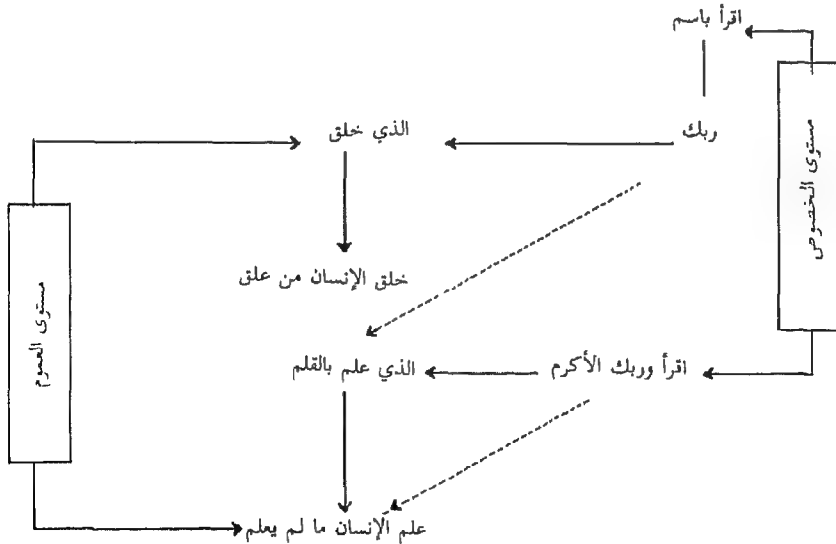 اقرأ باسم
ربك
الذي خلق
خلق الإنسان من علق
اقرأ وربك الأكرم
الذي علم بالقلم
علم الإنسان ما لم يعلم
مستوى الخصوص
مستوى العموم